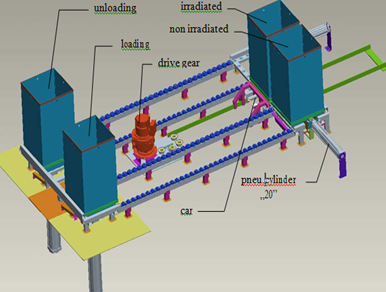 unloading
irradiated
loading
non irradiated
drive gear
pneu.cylinder
„20”
car